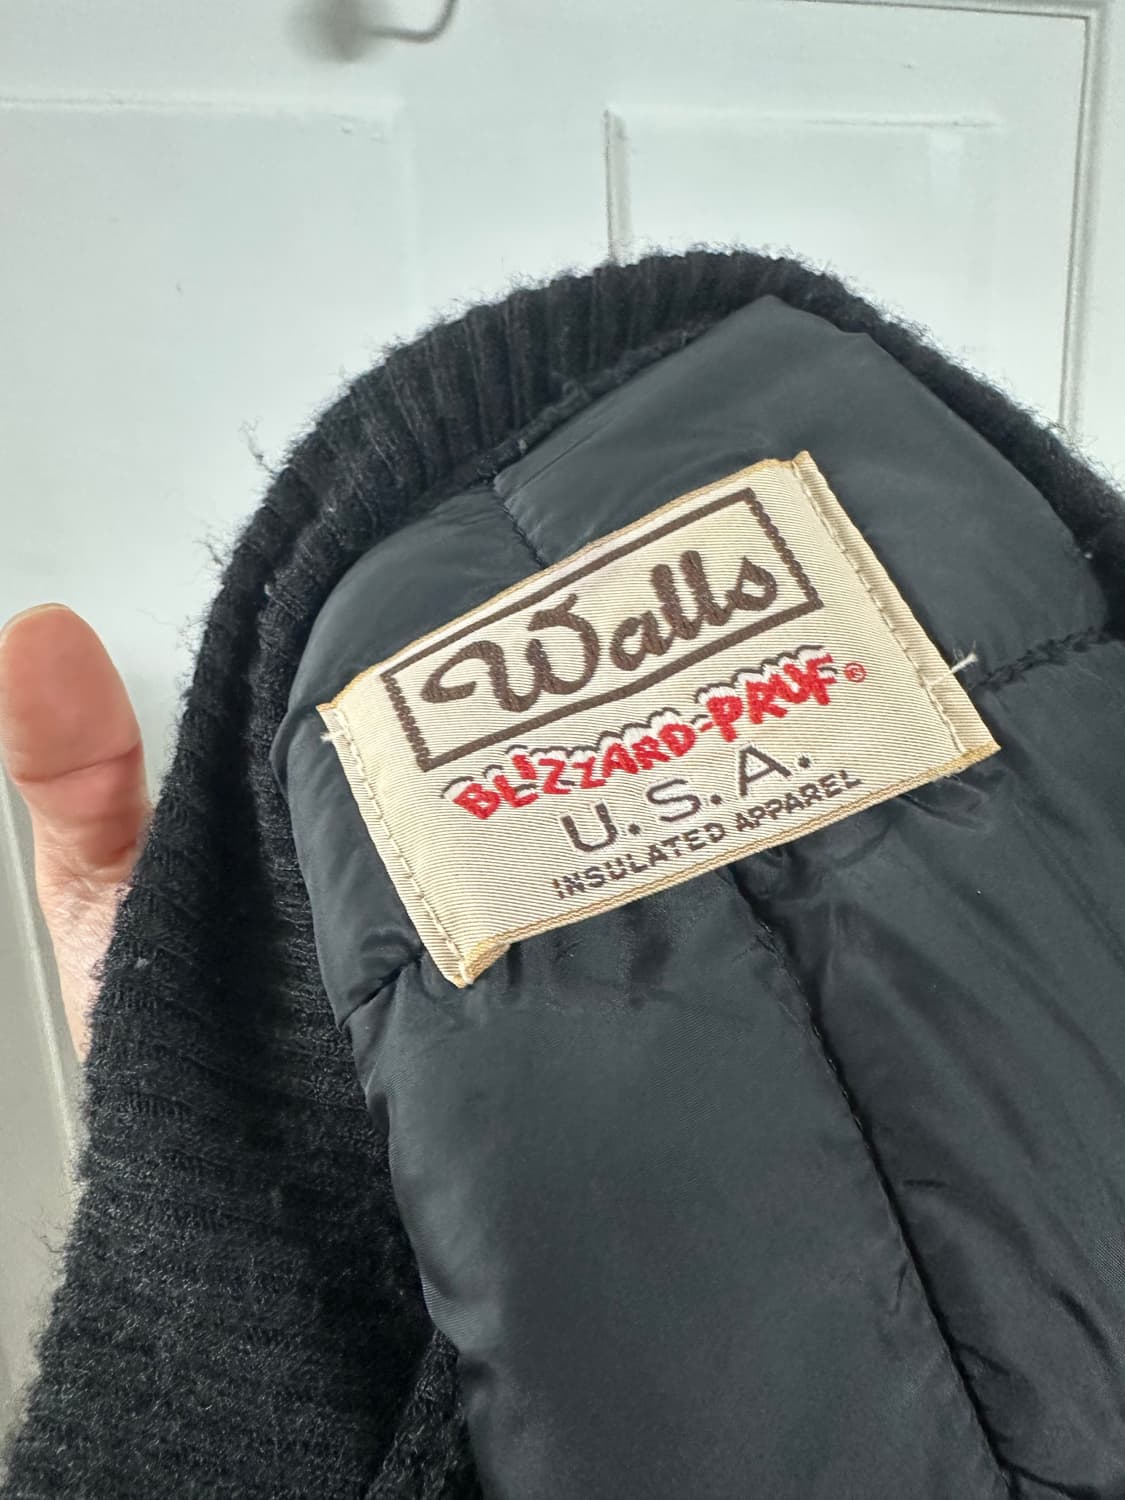 Walls
BLIZZARD-PRUF®
U.S.A.
INSULATED APPAREL